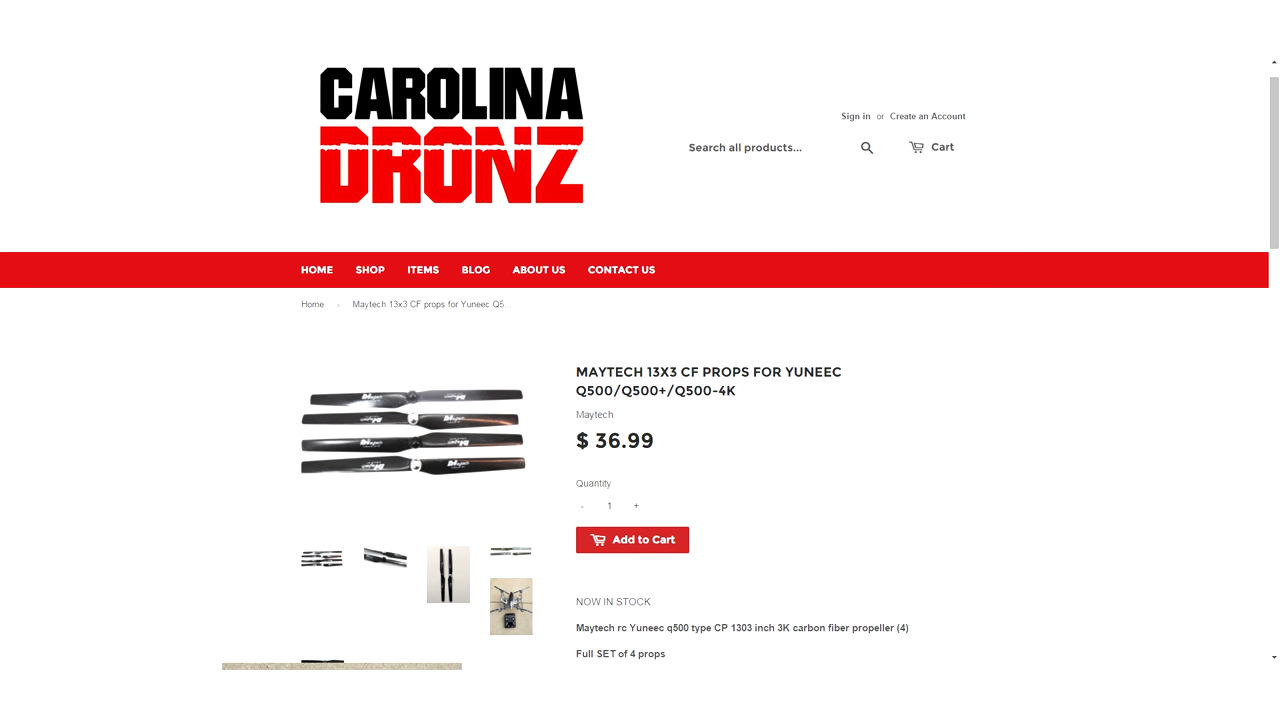 CAROLINA
DRONZ
Sign in or Create an Account
Search all products...
Cart
HOME SHOP ITEMS BLOG ABOUT US CONTACT US
Home › Maytech 13x3 CF props for Yuneec Q5...
MAYTECH 13X3 CF PROPS FOR YUNEEC
Q500/Q500+/Q500-4K
Maytech
$ 36.99
Quantity
- 1 +
Add to Cart
NOW IN STOCK
Maytech rc Yuneec q500 type CP 1303 inch 3K carbon fiber propeller (4)
Full SET of 4 props